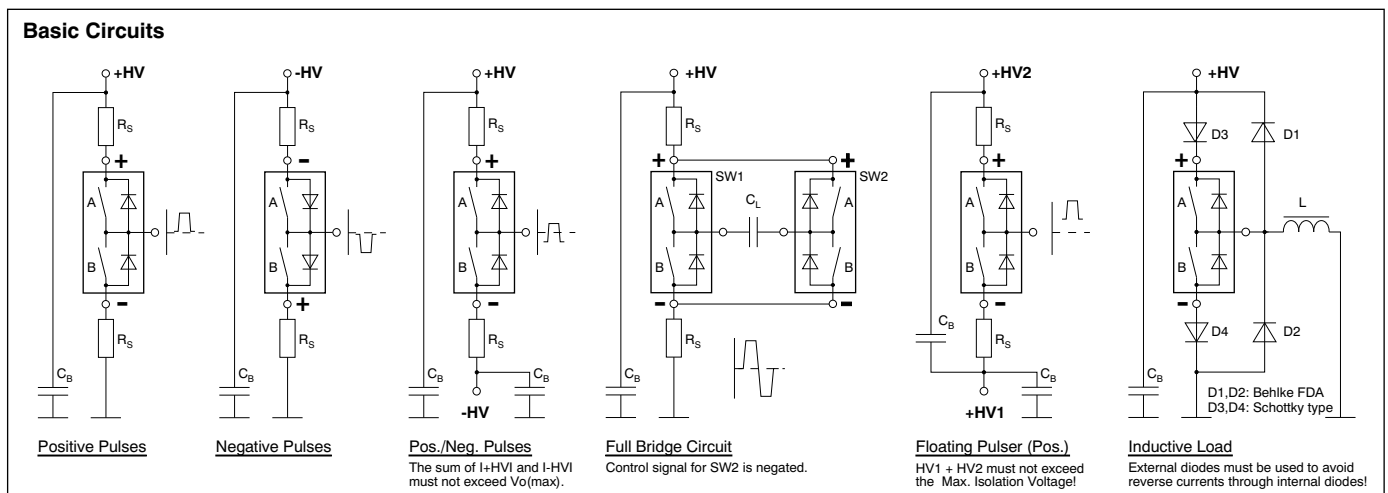 Basic Circuits
+HV
R_S
+
A
B
-
R_S
C_B
Positive Pulses
-HV
R_S
-
A
B
+
R_S
C_B
Negative Pulses
+HV
R_S
+
A
B
-
R_S
C_B
C_B
-HV
Pos./Neg. Pulses
The sum of I+HVI and I-HVI
must not exceed Vo(max).
+HV
R_S
+ +
SW1 SW2
A C_L A
B B
- -
R_S
C_B
Full Bridge Circuit
Control signal for SW2 is negated.
+HV2
R_S
+
A
B
-
C_B R_S
C_B
+HV1
Floating Pulser (Pos.)
HV1 + HV2 must not exceed
the Max. Isolation Voltage!
+HV
D3 D1
+
A
L
B
-
D4 D2
C_B
D1,D2: Behlke FDA
D3,D4: Schottky type
Inductive Load
External diodes must be used to avoid
reverse currents through internal diodes!